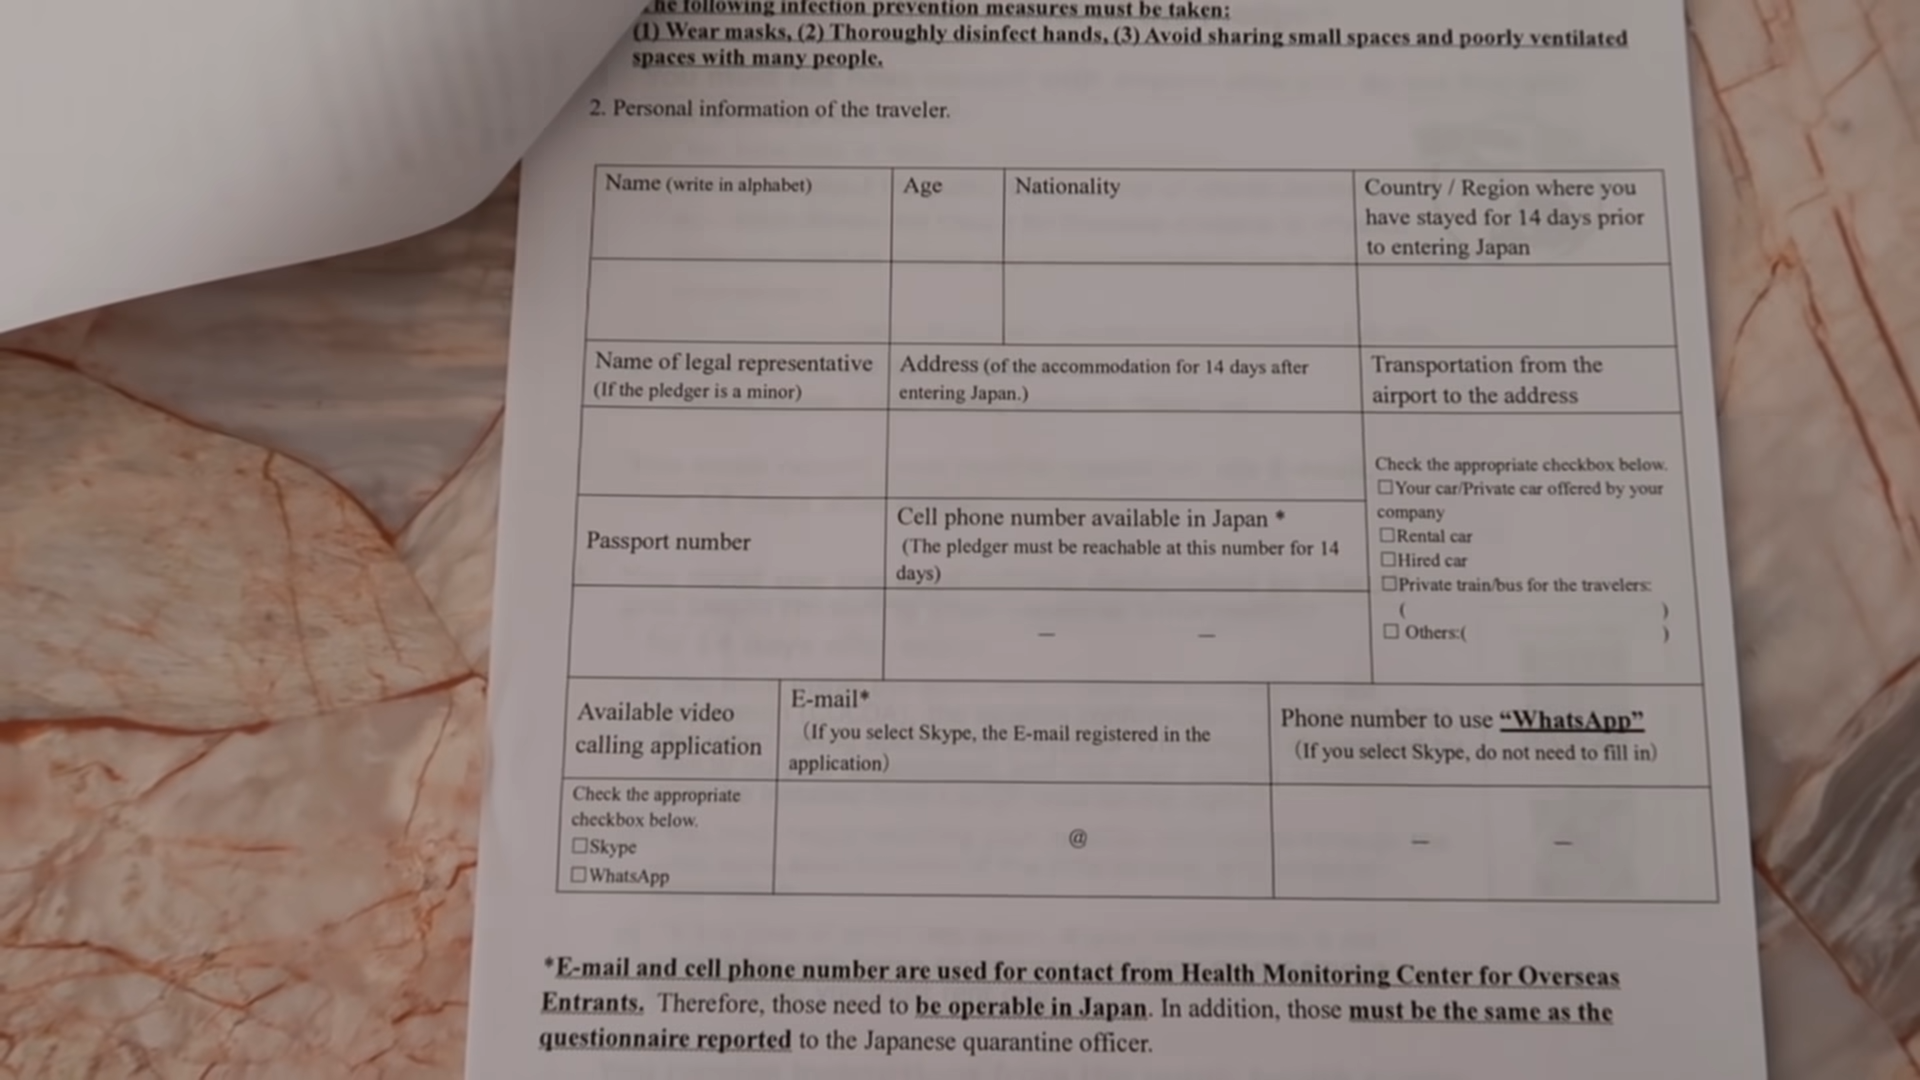 he following infection prevention measures must be taken:
(1) Wear masks, (2) Thoroughly disinfect hands, (3) Avoid sharing small spaces and poorly ventilated
spaces with many people.
2. Personal information of the traveler.
Name (write in alphabet)
Age
Nationality
Country / Region where you
have stayed for 14 days prior
to entering Japan
Name of legal representative
(If the pledger is a minor)
Address (of the accommodation for 14 days after
entering Japan.)
Transportation from the
airport to the address
Check the appropriate checkbox below.
☐Your car/Private car offered by your
company
☐Rental car
☐Hired car
☐Private train/bus for the travelers:
( )
☐ Others:( )
Passport number
Cell phone number available in Japan *
(The pledger must be reachable at this number for 14
days)
— —
Available video
calling application
E-mail*
(If you select Skype, the E-mail registered in the
application)
Phone number to use “WhatsApp”
(If you select Skype, do not need to fill in)
Check the appropriate
checkbox below.
☐Skype
☐WhatsApp
@
— —
*E-mail and cell phone number are used for contact from Health Monitoring Center for Overseas
Entrants. Therefore, those need to be operable in Japan. In addition, those must be the same as the
questionnaire reported to the Japanese quarantine officer.